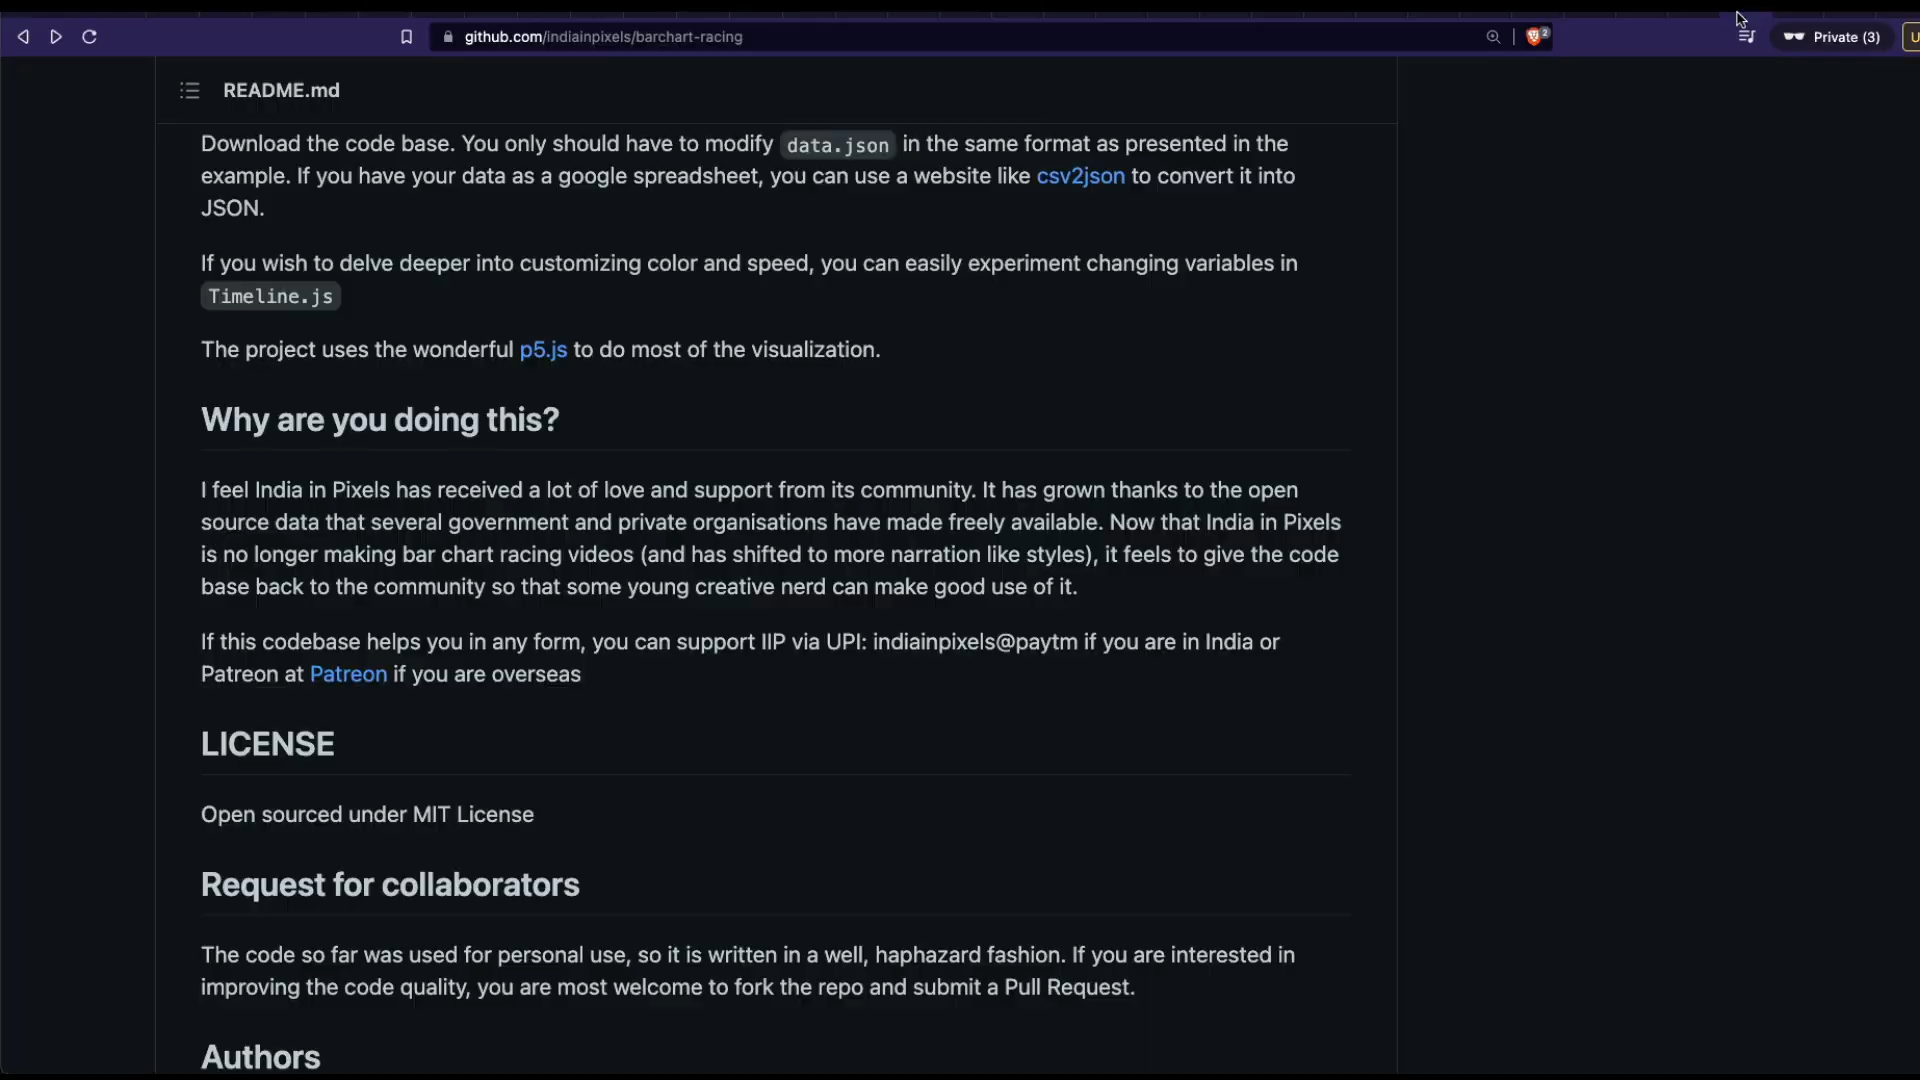 github.com/indiainpixels/barchart-racing
2
Private (3)
U
README.md
Download the code base. You only should have to modify data.json in the same format as presented in the
example. If you have your data as a google spreadsheet, you can use a website like csv2json to convert it into
JSON.
If you wish to delve deeper into customizing color and speed, you can easily experiment changing variables in
Timeline.js
The project uses the wonderful p5.js to do most of the visualization.
Why are you doing this?
I feel India in Pixels has received a lot of love and support from its community. It has grown thanks to the open
source data that several government and private organisations have made freely available. Now that India in Pixels
is no longer making bar chart racing videos (and has shifted to more narration like styles), it feels to give the code
base back to the community so that some young creative nerd can make good use of it.
If this codebase helps you in any form, you can support IIP via UPI: indiainpixels@paytm if you are in India or
Patreon at Patreon if you are overseas
LICENSE
Open sourced under MIT License
Request for collaborators
The code so far was used for personal use, so it is written in a well, haphazard fashion. If you are interested in
improving the code quality, you are most welcome to fork the repo and submit a Pull Request.
Authors